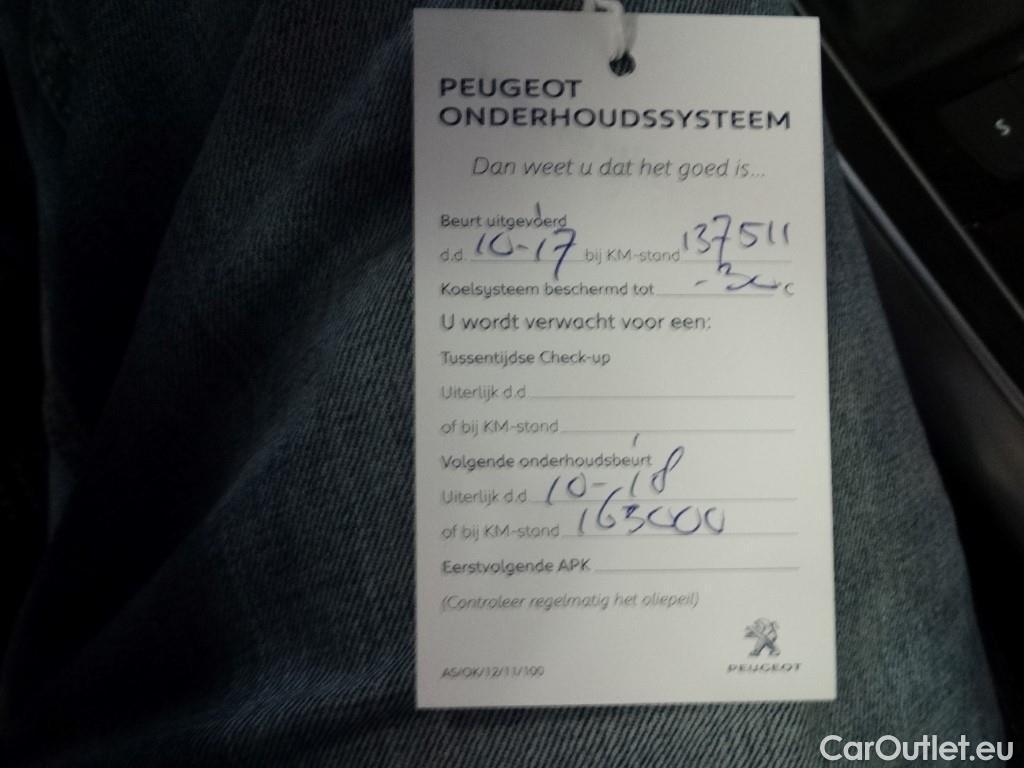 PEUGEOT
ONDERHOUDSSYSTEEM
Dan weet u dat het goed is...
Beurt uitgevoerd
d.d. 10-17 bij KM-stand 137511
Koelsysteem beschermd tot -30 c
U wordt verwacht voor een:
Tussentijdse Check-up
Uiterlijk d.d
of bij KM-stand
Volgende onderhoudsbeurt
Uiterlijk d.d 10-18
of bij KM-stand 163000
Eerstvolgende APK
(Controleer regelmatig het oliepeil)
PEUGEOT
AS/OK/12/11/100
S
CarOutlet.eu